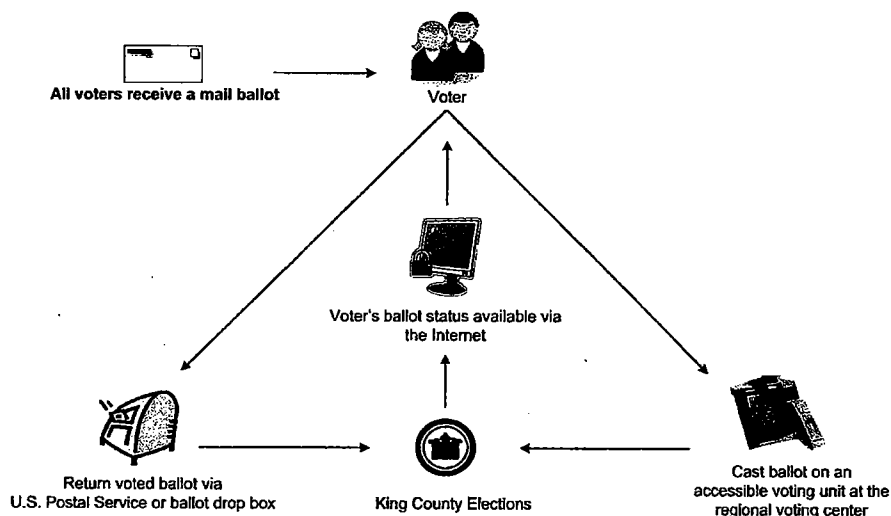 All voters receive a mail ballot
Voter
Voter's ballot status available via
the Internet
Return voted ballot via
U.S. Postal Service or ballot drop box
King County Elections
Cast ballot on an
accessible voting unit at the
regional voting center